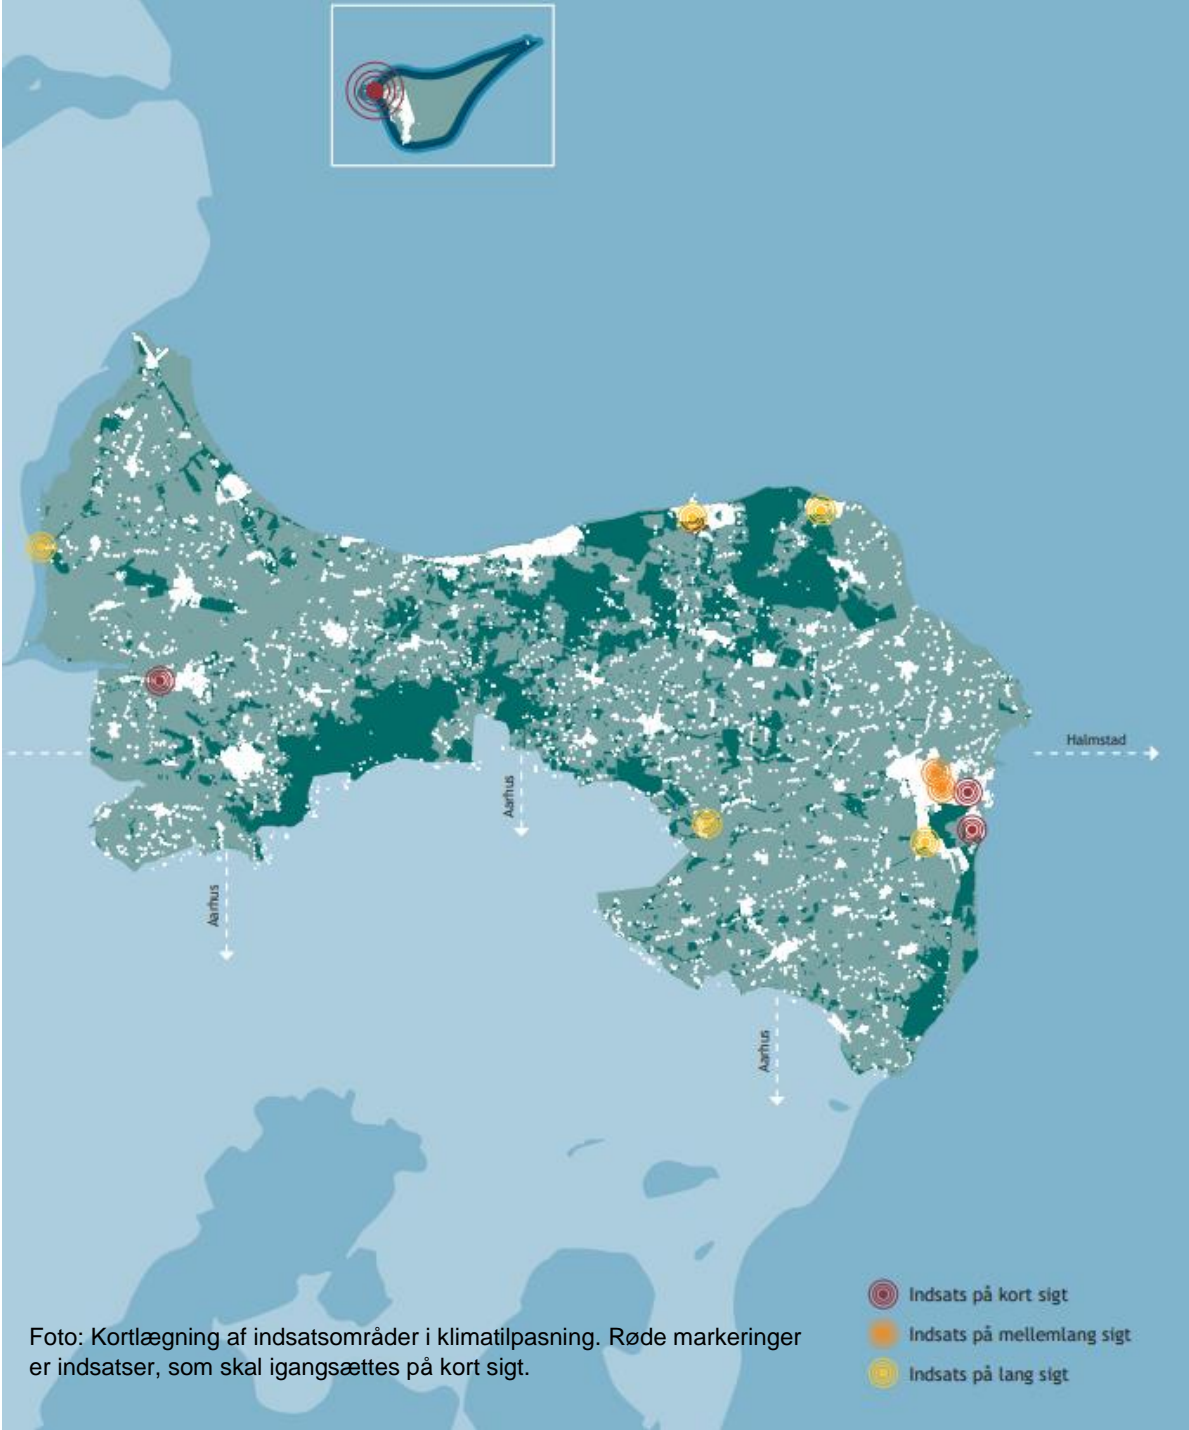 Halmstad
Aarhus
Aarhus
Aarhus
Indsats på kort sigt
Indsats på mellemlang sigt
Indsats på lang sigt
Foto: Kortlægning af indsatsområder i klimatilpasning. Røde markeringer
er indsatser, som skal igangsættes på kort sigt.